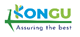 KONGU
Assuring the best